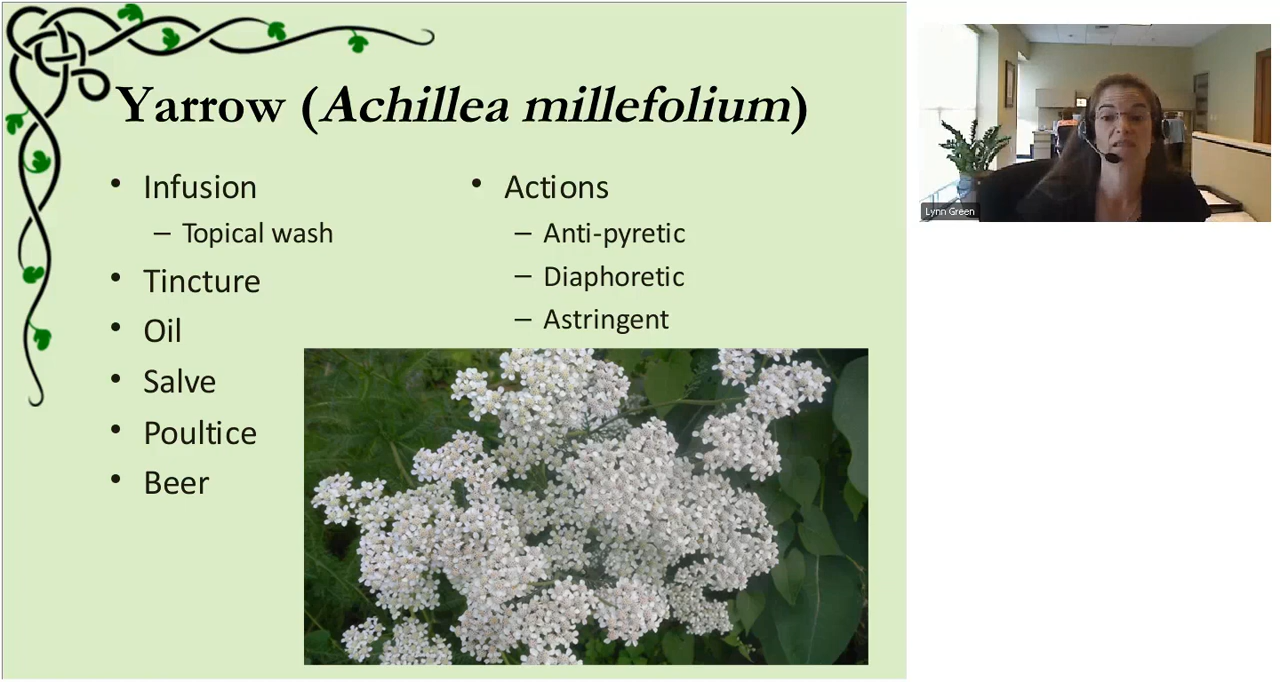 Yarrow (Achillea millefolium)
• Infusion
– Topical wash
• Tincture
• Oil
• Salve
• Poultice
• Beer
• Actions
– Anti-pyretic
– Diaphoretic
– Astringent
Lynn Green